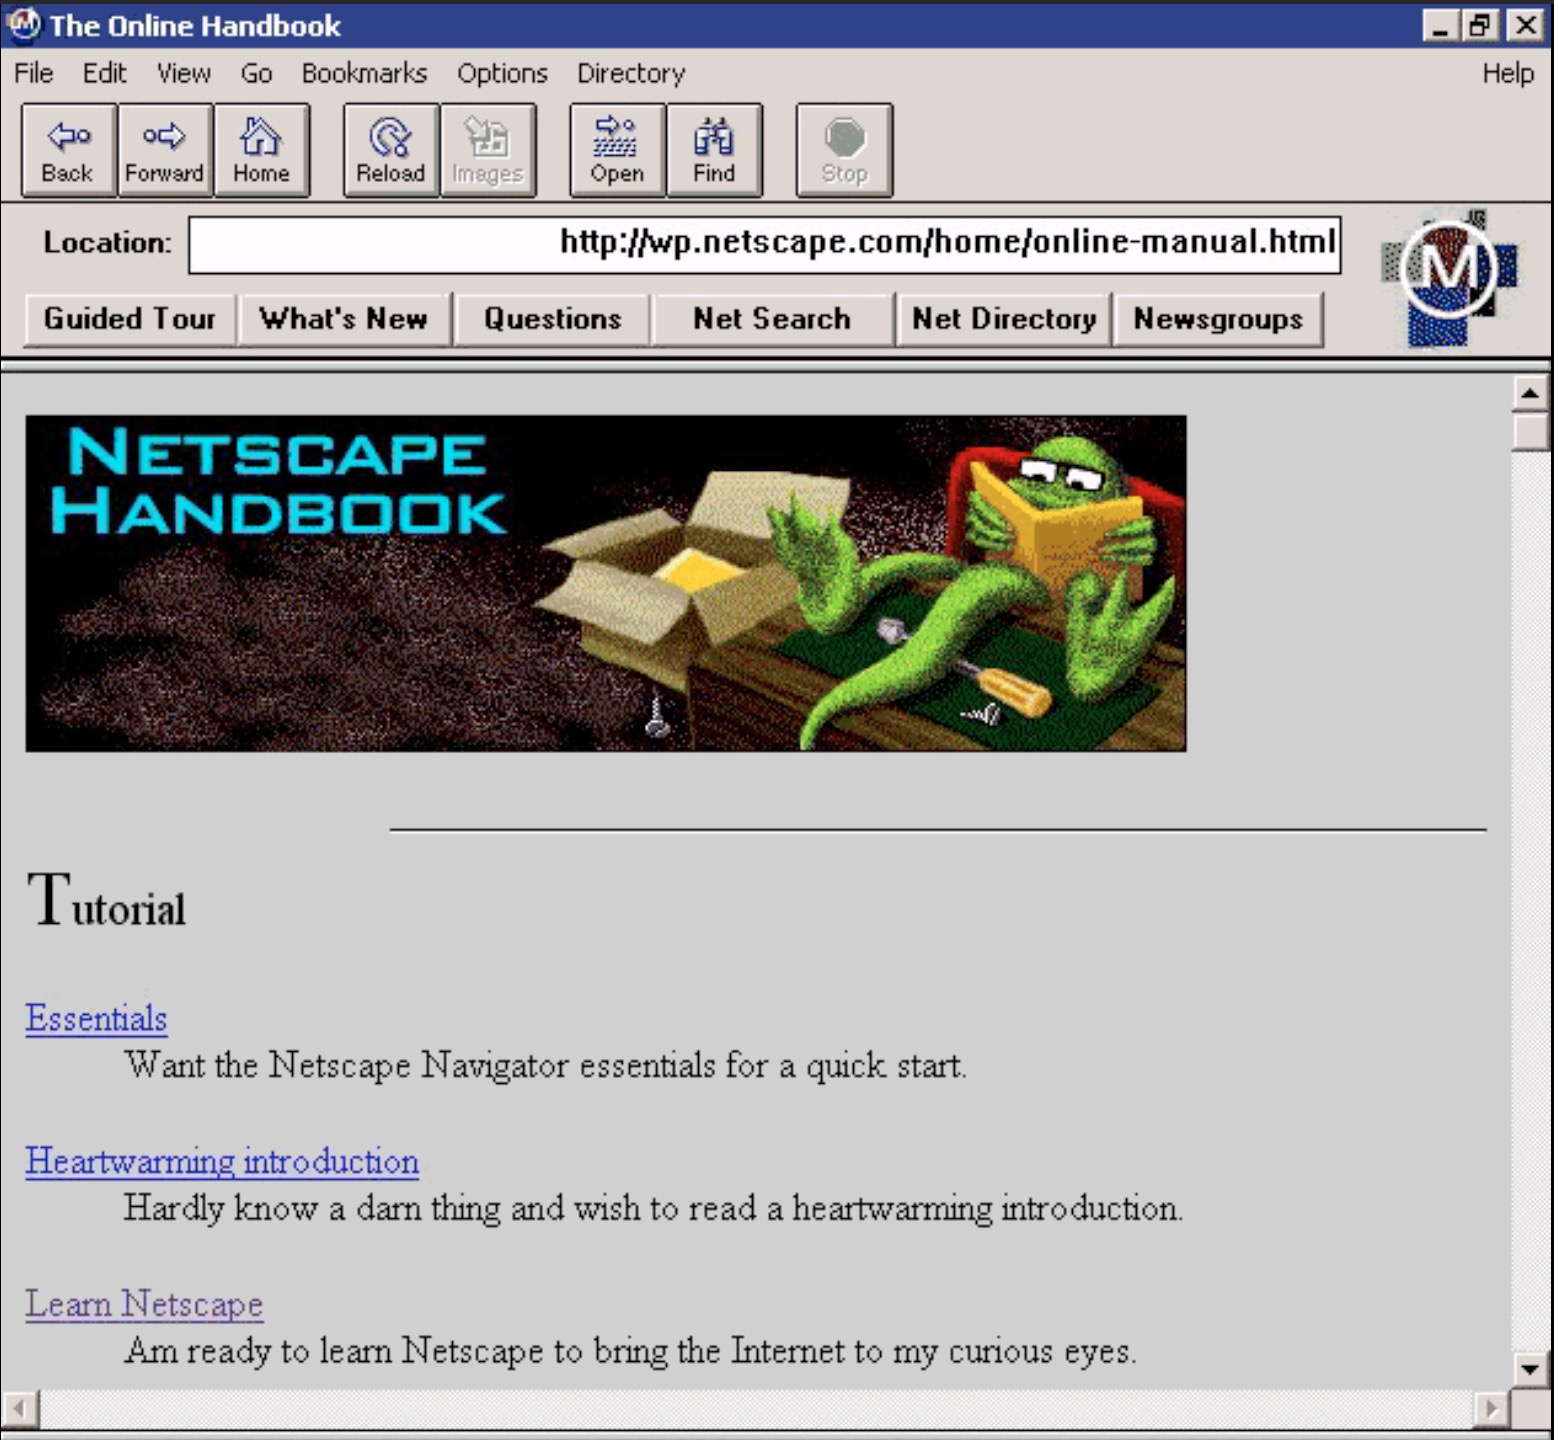 The Online Handbook
File Edit View Go Bookmarks Options Directory Help
Back Forward Home Reload Images Open Find Stop
Location: http://wp.netscape.com/home/online-manual.html
M
Guided Tour What's New Questions Net Search Net Directory Newsgroups
NETSCAPE
HANDBOOK
Tutorial
Essentials
Want the Netscape Navigator essentials for a quick start.
Heartwarming introduction
Hardly know a darn thing and wish to read a heartwarming introduction.
Learn Netscape
Am ready to learn Netscape to bring the Internet to my curious eyes.